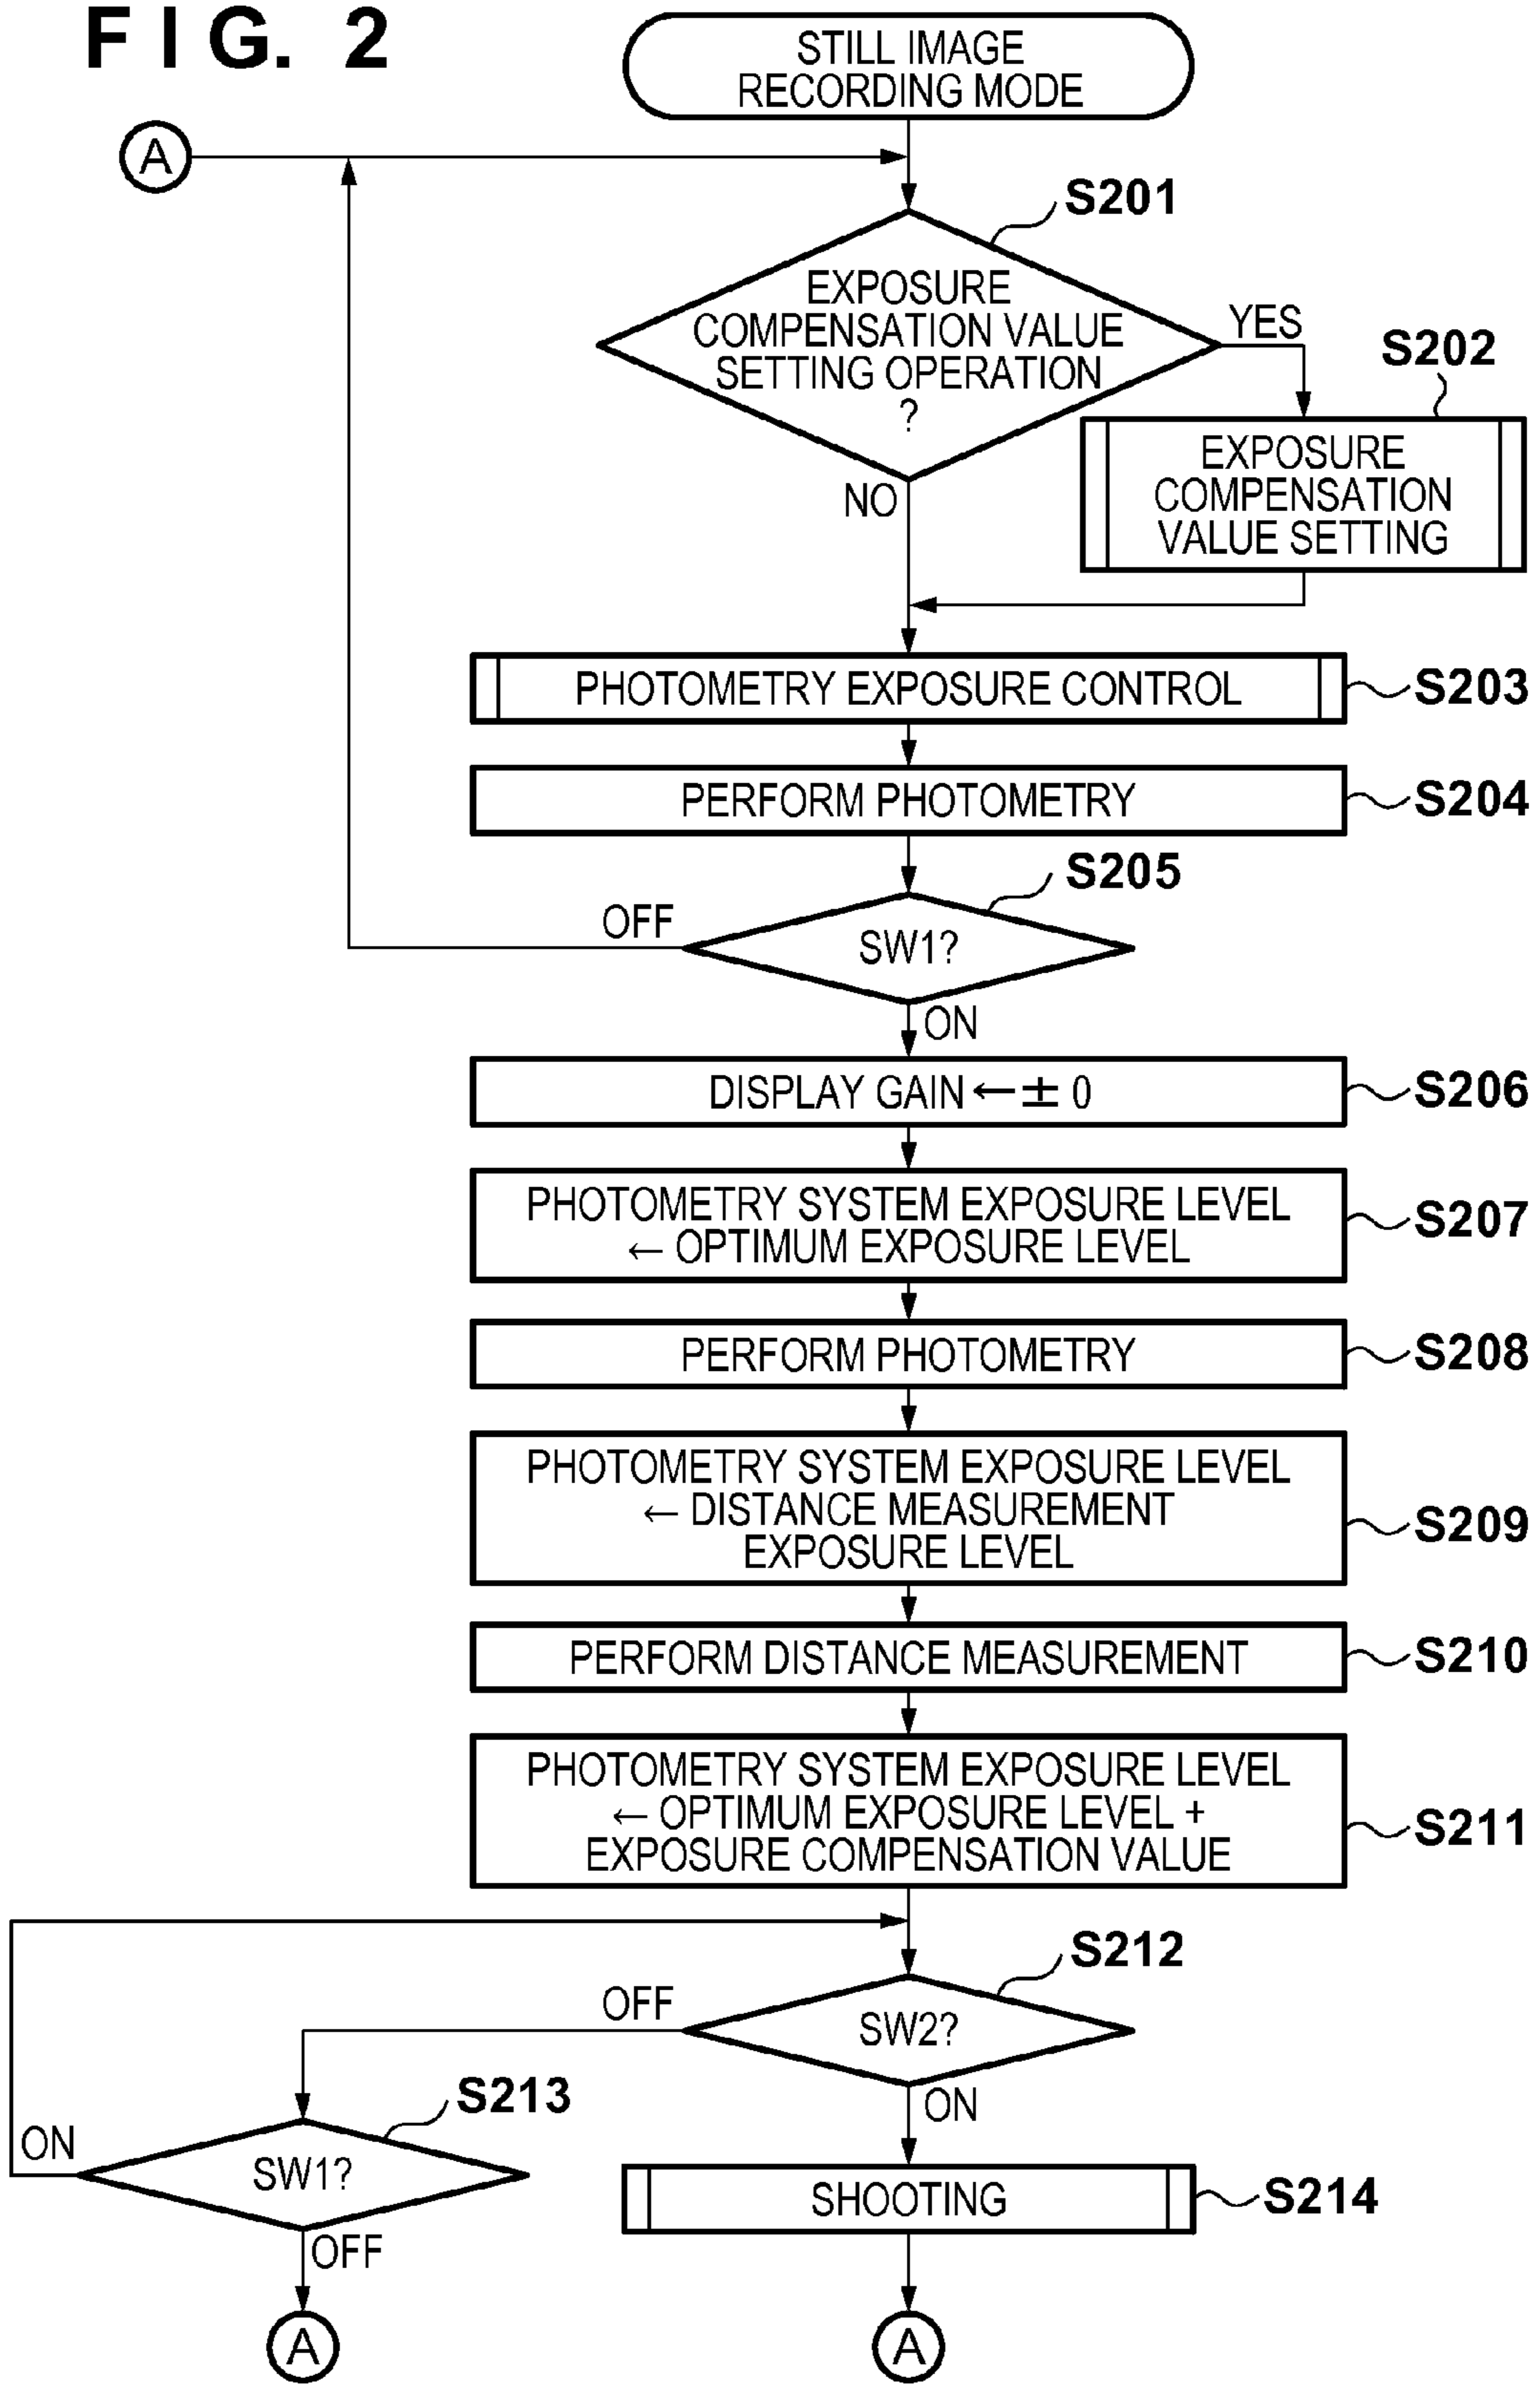 FIG. 2
STILL IMAGE
RECORDING MODE
A
S201
EXPOSURE
COMPENSATION VALUE
SETTING OPERATION
?
YES
NO
S202
EXPOSURE
COMPENSATION
VALUE SETTING
PHOTOMETRY EXPOSURE CONTROL
S203
PERFORM PHOTOMETRY
S204
S205
SW1?
OFF
ON
DISPLAY GAIN ← ± 0
S206
PHOTOMETRY SYSTEM EXPOSURE LEVEL
← OPTIMUM EXPOSURE LEVEL
S207
PERFORM PHOTOMETRY
S208
PHOTOMETRY SYSTEM EXPOSURE LEVEL
← DISTANCE MEASUREMENT
EXPOSURE LEVEL
S209
PERFORM DISTANCE MEASUREMENT
S210
PHOTOMETRY SYSTEM EXPOSURE LEVEL
← OPTIMUM EXPOSURE LEVEL +
EXPOSURE COMPENSATION VALUE
S211
S212
SW2?
OFF
ON
S213
SW1?
ON
OFF
SHOOTING
S214
A
A